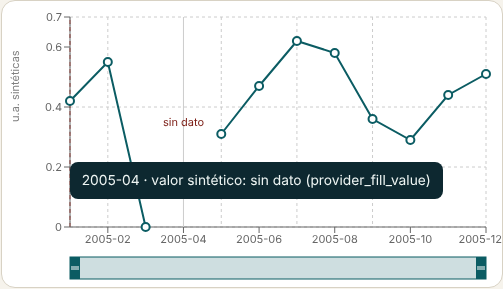 0.7
0.6
u.a. sintéticas
0.4
sin dato
0.2
2005-04 · valor sintético: sin dato (provider_fill_value)
0
2005-02 2005-04 2005-06 2005-08 2005-10 2005-12